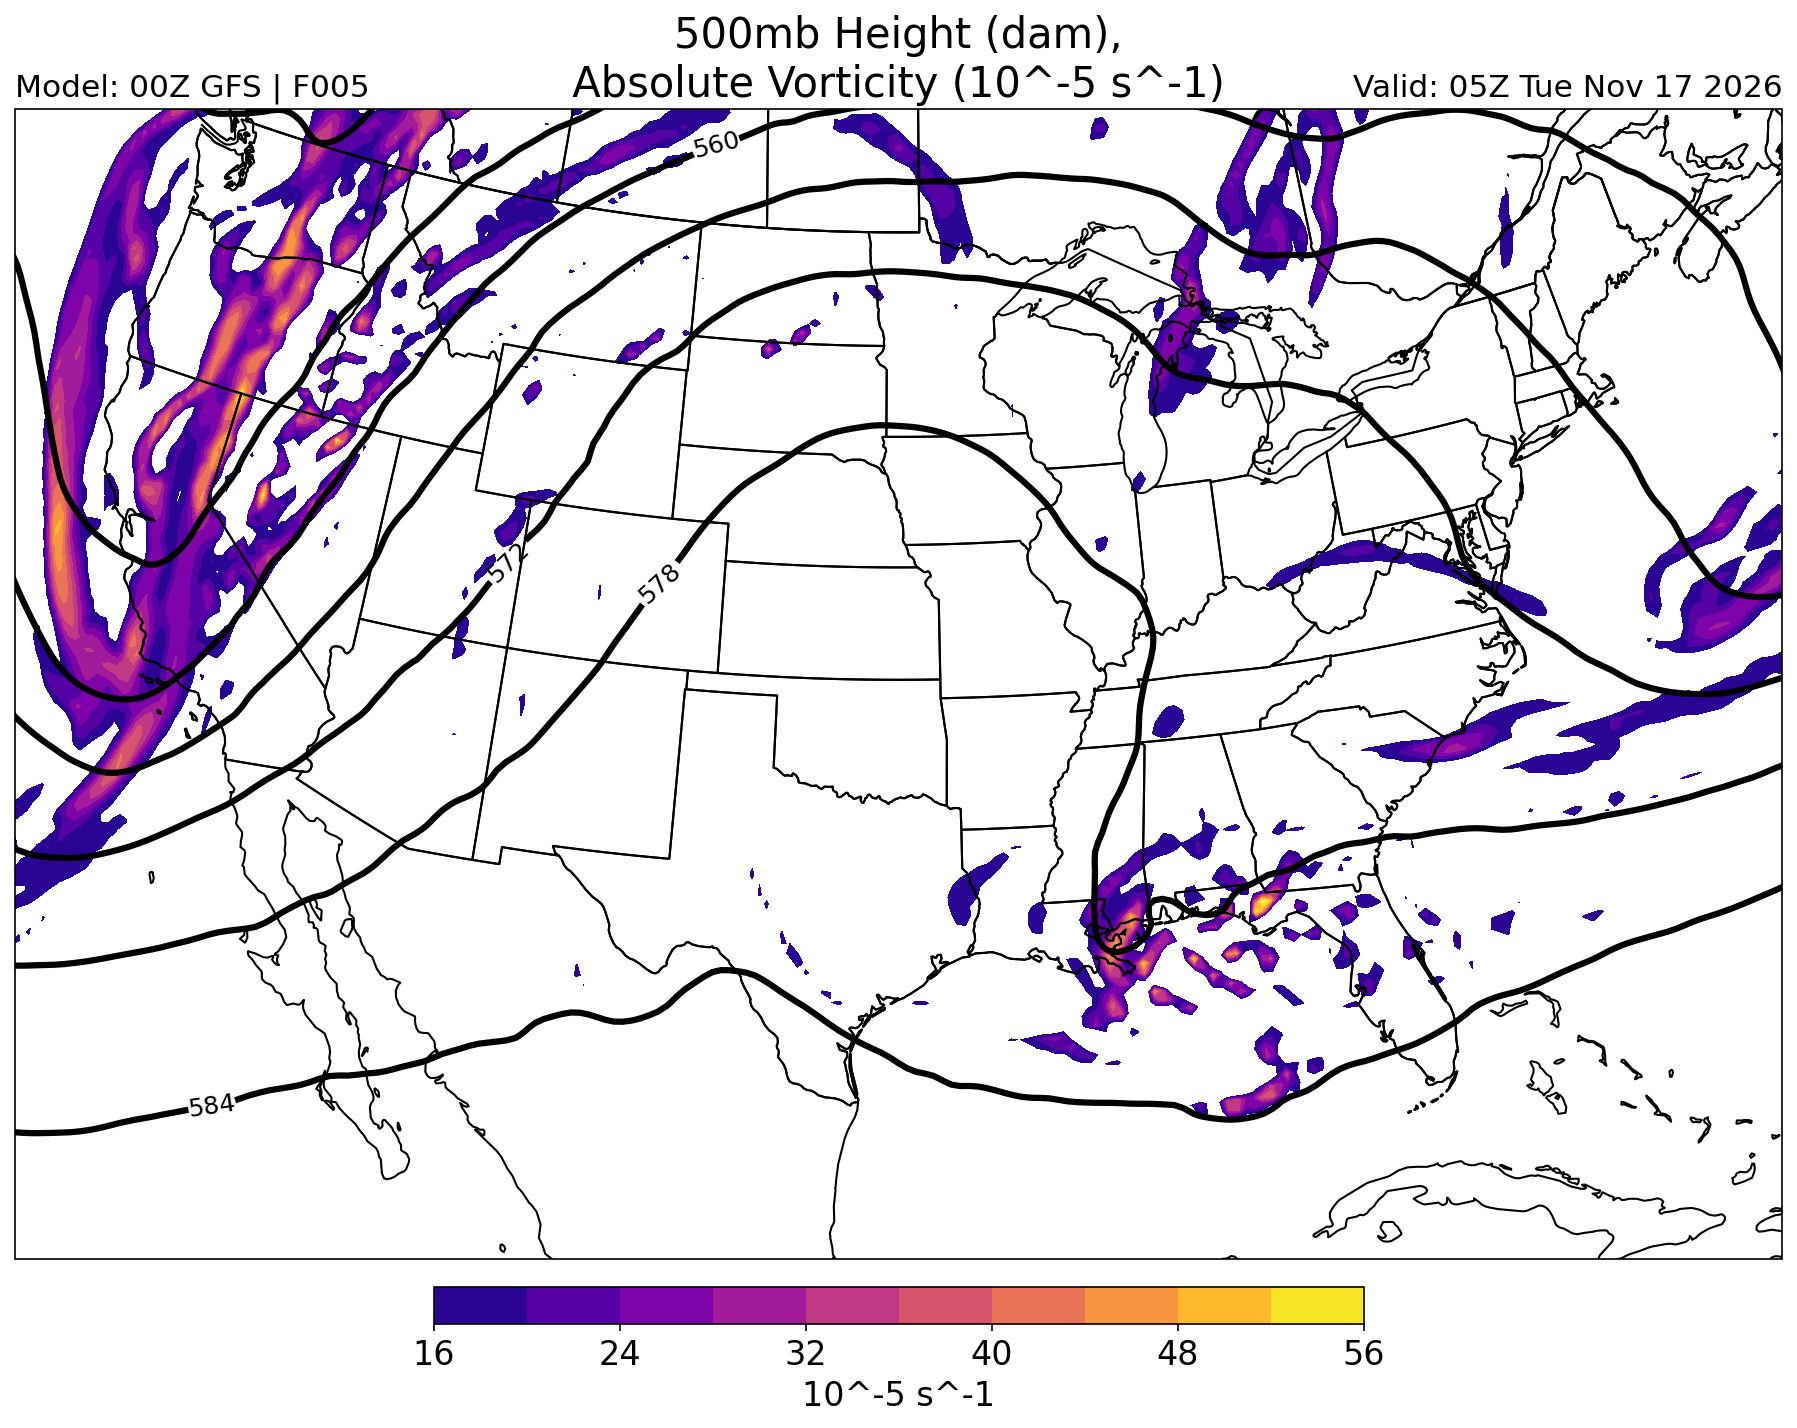 500mb Height (dam),
Model: 00Z GFS | F005
Absolute Vorticity (10^-5 s^-1)
Valid: 05Z Tue Nov 17 2026
560
572
578
584
16 24 32 40 48 56
10^-5 s^-1